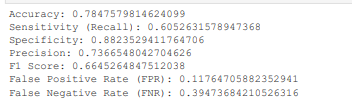 Accuracy: 0.7847579814624099
Sensitivity (Recall): 0.6052631578947368
Specificity: 0.8823529411764706
Precision: 0.7366548042704626
F1 Score: 0.6645264847512038
False Positive Rate (FPR): 0.11764705882352941
False Negative Rate (FNR): 0.39473684210526316